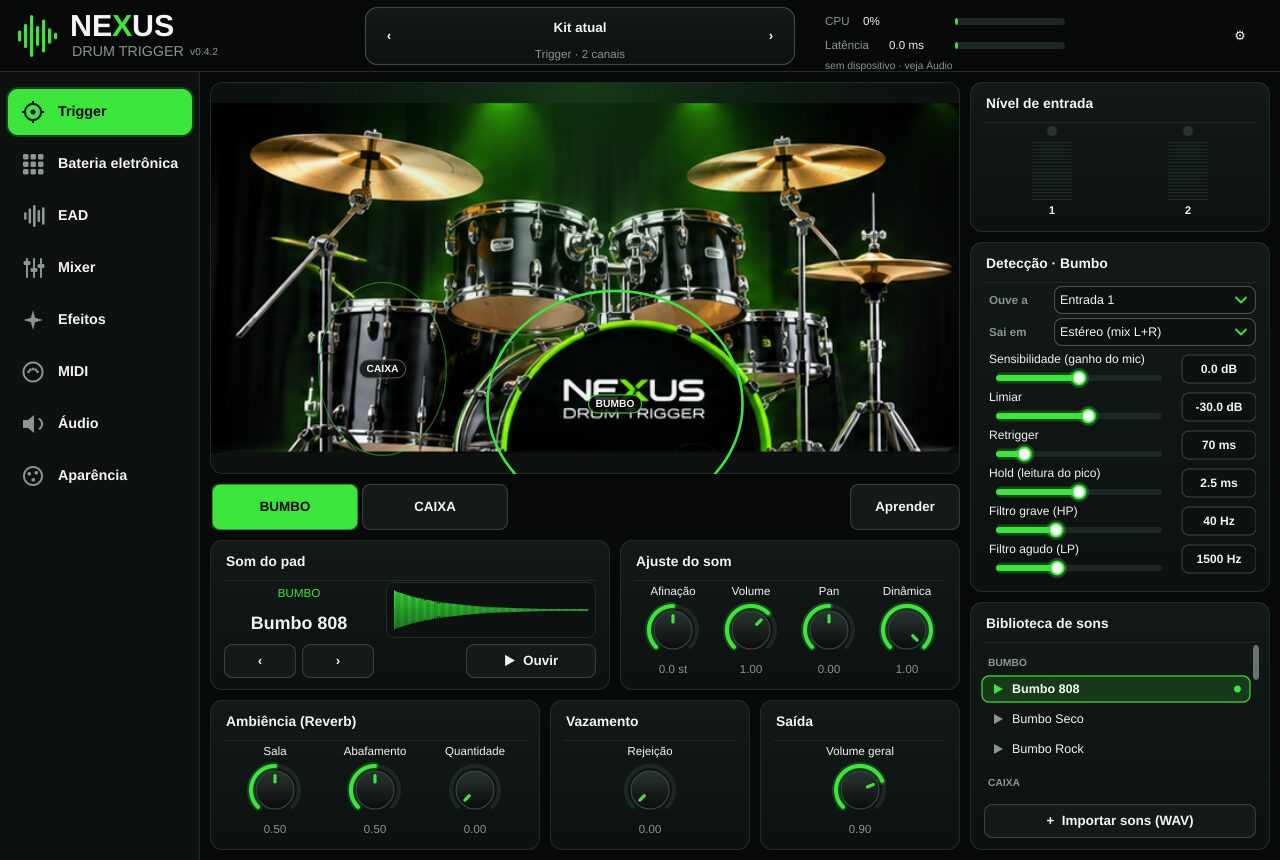 NEXUS
DRUM TRIGGER v0.4.2
‹ Kit atual ›
Trigger · 2 canais
CPU 0%
Latência 0.0 ms
sem dispositivo · veja Áudio
Trigger
Bateria eletrônica
EAD
Mixer
Efeitos
MIDI
Áudio
Aparência
CAIXA
NEXUS
BUMBO
DRUM TRIGGER
BUMBO
CAIXA
Aprender
Som do pad
BUMBO
Bumbo 808
‹ ›
Ouvir
Ajuste do som
Afinação Volume Pan Dinâmica
0.0 st 1.00 0.00 1.00
Ambiência (Reverb)
Sala Abafamento Quantidade
0.50 0.50 0.00
Vazamento
Rejeição
0.00
Saída
Volume geral
0.90
Nível de entrada
1 2
Detecção · Bumbo
Ouve a Entrada 1
Sai em Estéreo (mix L+R)
Sensibilidade (ganho do mic) 0.0 dB
Limiar -30.0 dB
Retrigger 70 ms
Hold (leitura do pico) 2.5 ms
Filtro grave (HP) 40 Hz
Filtro agudo (LP) 1500 Hz
Biblioteca de sons
BUMBO
Bumbo 808
Bumbo Seco
Bumbo Rock
CAIXA
+ Importar sons (WAV)